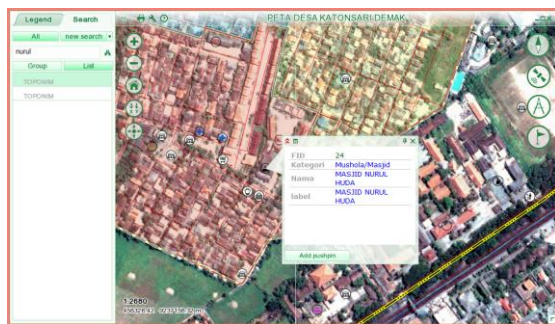 Legend Search
PETA DESA KATONSARI DEMAK
All new search
nurul
Group List
TOPONIM
TOPONIM
FID 24
Kategori Mushola/Masjid
Nama MASJID NURUL
HUDA
label MASJID NURUL
HUDA
Add pushpin
1:2680